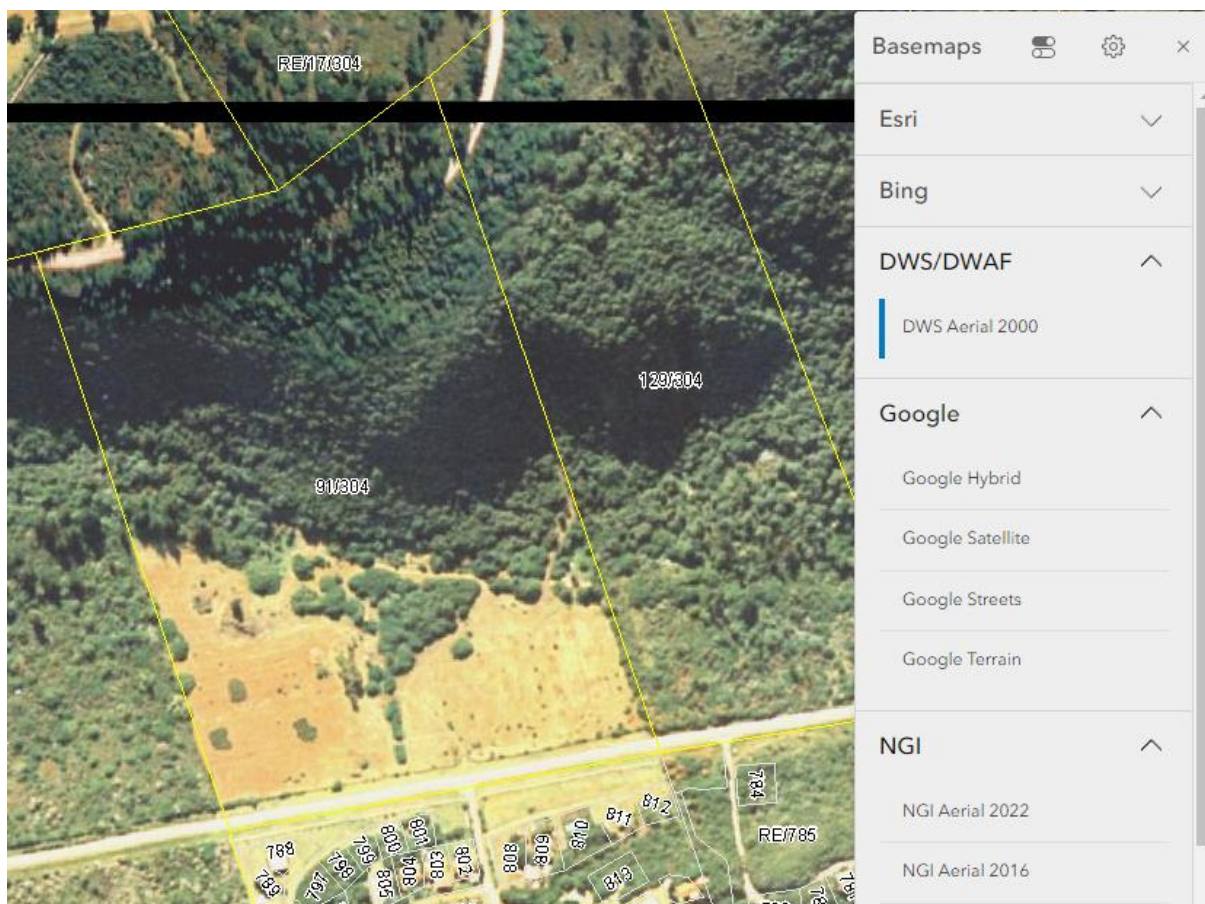 RE/17/304
129/304
91/304
788
789
797
798
799
800
801
805
804
803
802
808
809
810
811
812
813
784
RE/785
Basemaps
Esri
Bing
DWS/DWAF
DWS Aerial 2000
Google
Google Hybrid
Google Satellite
Google Streets
Google Terrain
NGI
NGI Aerial 2022
NGI Aerial 2016